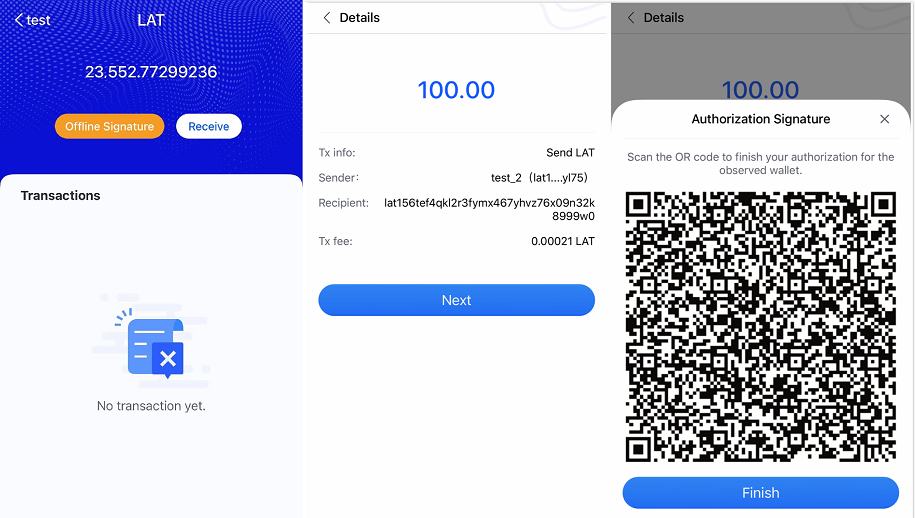 test
LAT
23,552.77299236
Offline Signature
Receive
Transactions
No transaction yet.
Details
100.00
Tx info:
Send LAT
Sender:
test_2（lat1....yl75）
Recipient:
lat156tef4qkl2r3fymx467yhvz76x09n32k
8999w0
Tx fee:
0.00021 LAT
Next
Details
100.00
Authorization Signature
Scan the OR code to finish your authorization for the
observed wallet.
Finish